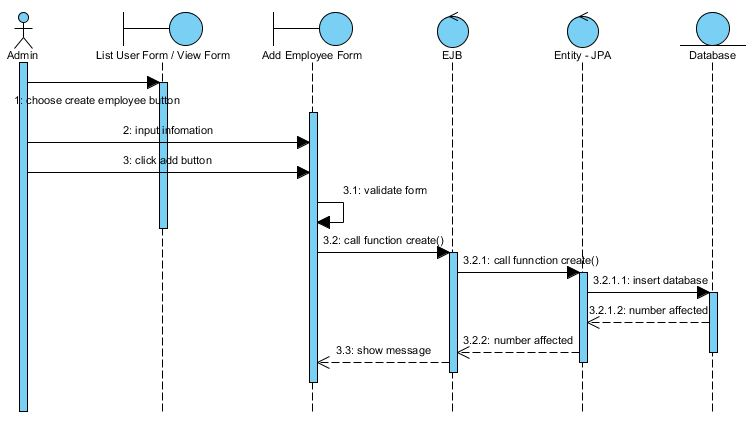 Admin
List User Form / View Form
Add Employee Form
EJB
Entity - JPA
Database
1: choose create employee button
2: input infomation
3: click add button
3.1: validate form
3.2: call function create()
3.2.1: call funnction create()
3.2.1.1: insert database
3.2.1.2: number affected
3.2.2: number affected
3.3: show message